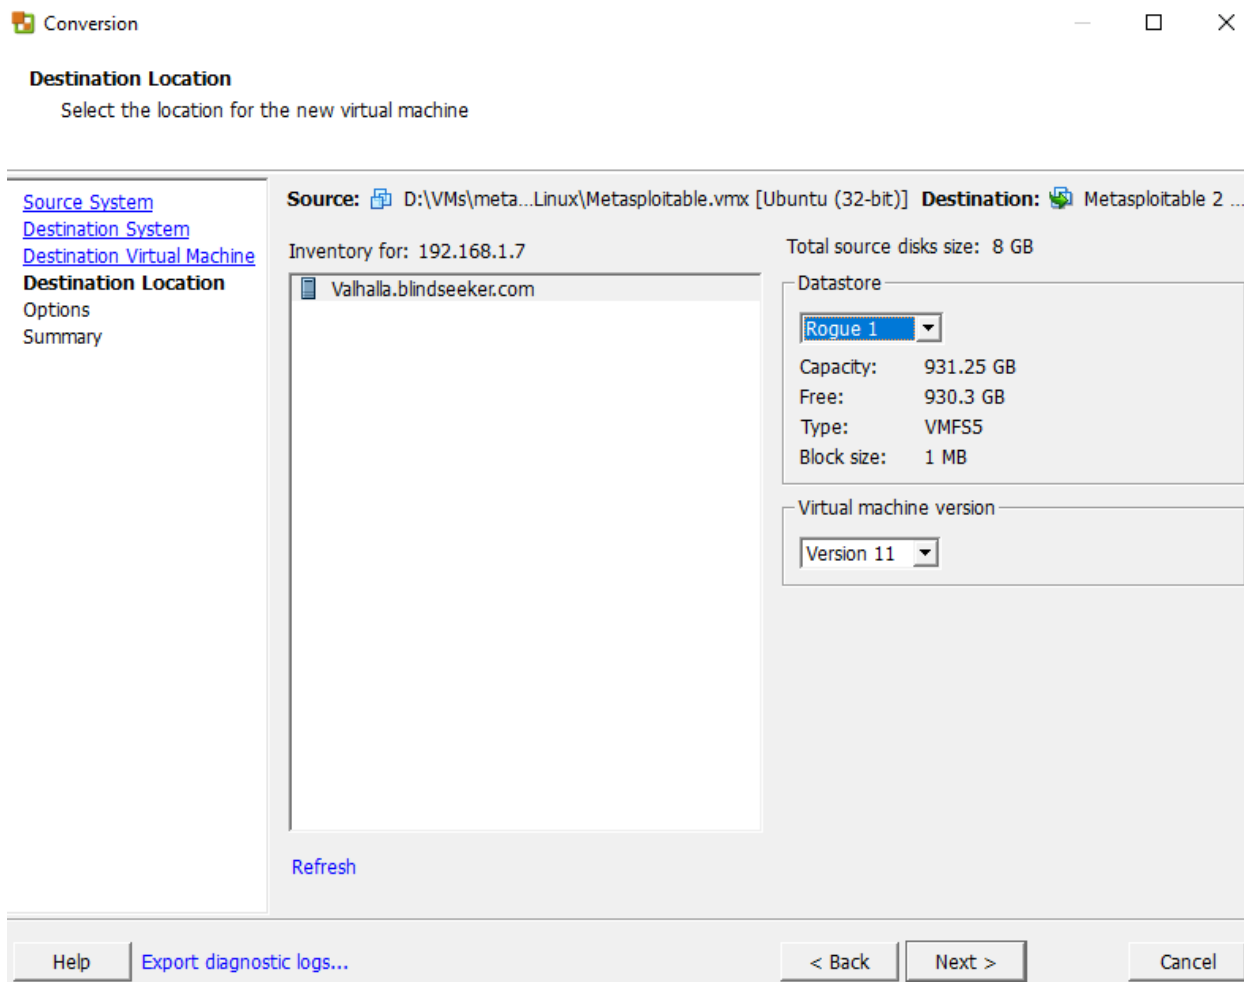 Conversion
Destination Location
Select the location for the new virtual machine
Source System
Destination System
Destination Virtual Machine
Destination Location
Options
Summary
Source: D:\VMs\meta...Linux\Metasploitable.vmx [Ubuntu (32-bit)] Destination: Metasploitable 2 ...
Inventory for: 192.168.1.7
Valhalla.blindseeker.com
Refresh
Total source disks size: 8 GB
Datastore
Rogue 1
Capacity: 931.25 GB
Free: 930.3 GB
Type: VMFS5
Block size: 1 MB
Virtual machine version
Version 11
Help
Export diagnostic logs...
< Back
Next >
Cancel